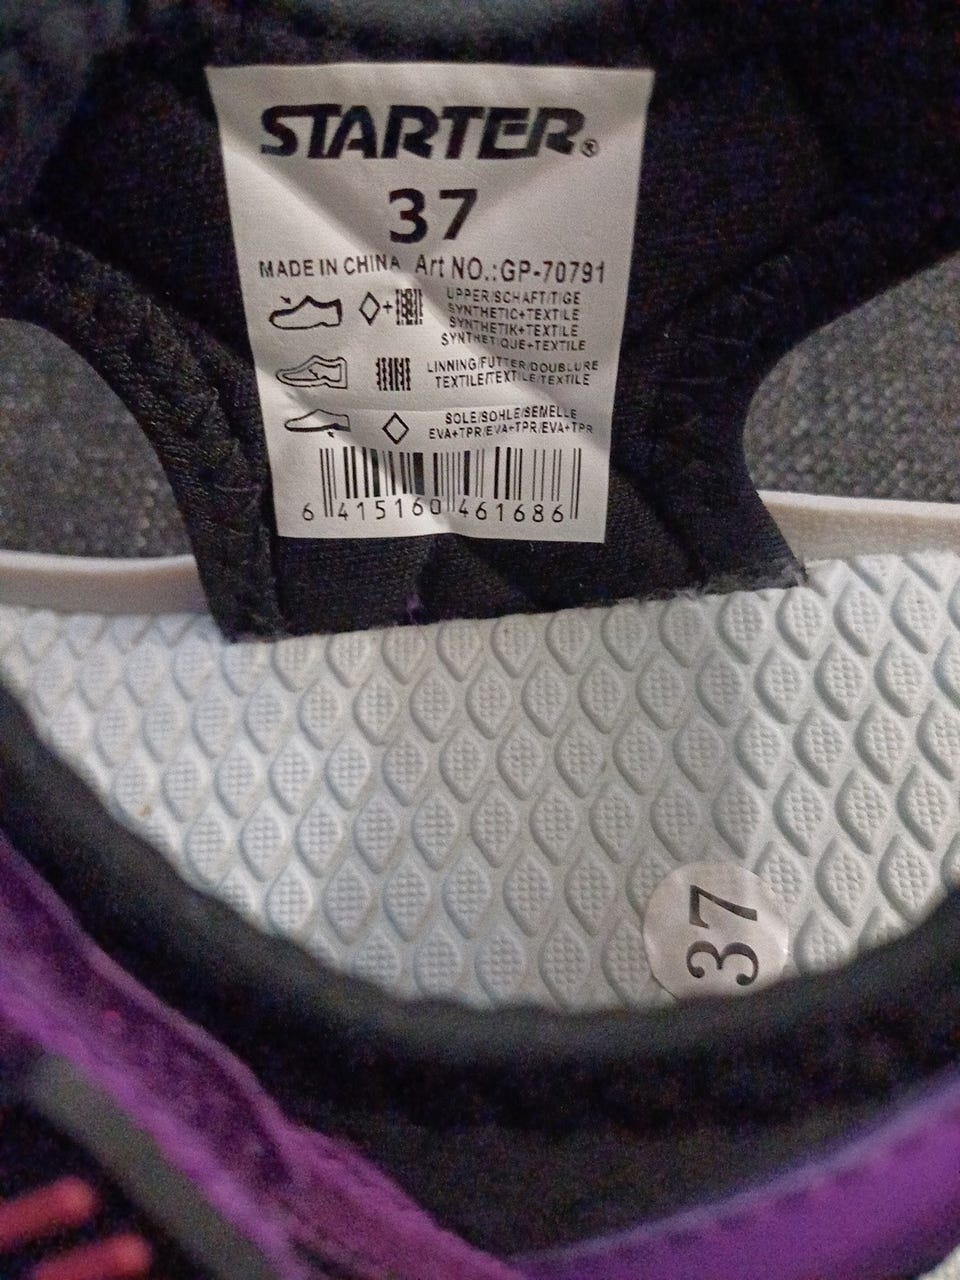 STARTER®
37
MADE IN CHINA Art NO.:GP-70791
UPPER/SCHAFT/TIGE
SYNTHETIC+TEXTILE
SYNTHETIK+TEXTILE
SYNTHETIQUE+TEXTILE
LINNING/FUTTER/DOUBLURE
TEXTILE/TEXTILE/TEXTILE
SOLE/SOHLE/SEMELLE
EVA+TPR/EVA+TPR/EVA+TPR
6 415160 461686
37